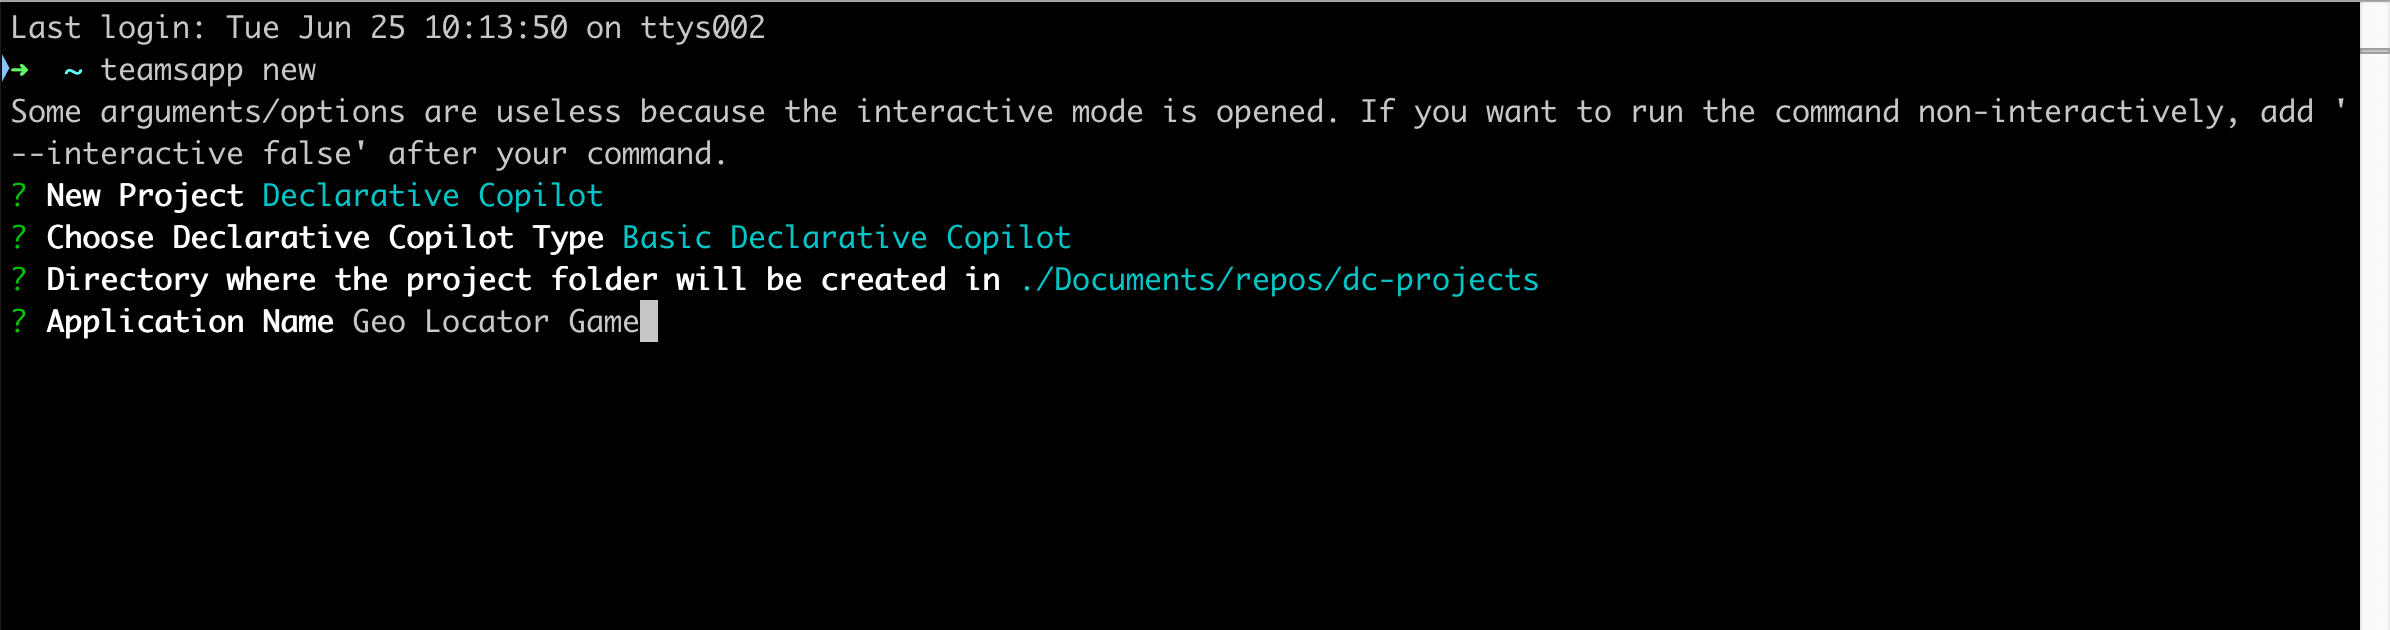 Last login: Tue Jun 25 10:13:50 on ttys002
➜  ~ teamsapp new
Some arguments/options are useless because the interactive mode is opened. If you want to run the command non-interactively, add '
--interactive false' after your command.
? New Project Declarative Copilot
? Choose Declarative Copilot Type Basic Declarative Copilot
? Directory where the project folder will be created in ./Documents/repos/dc-projects
? Application Name Geo Locator Game